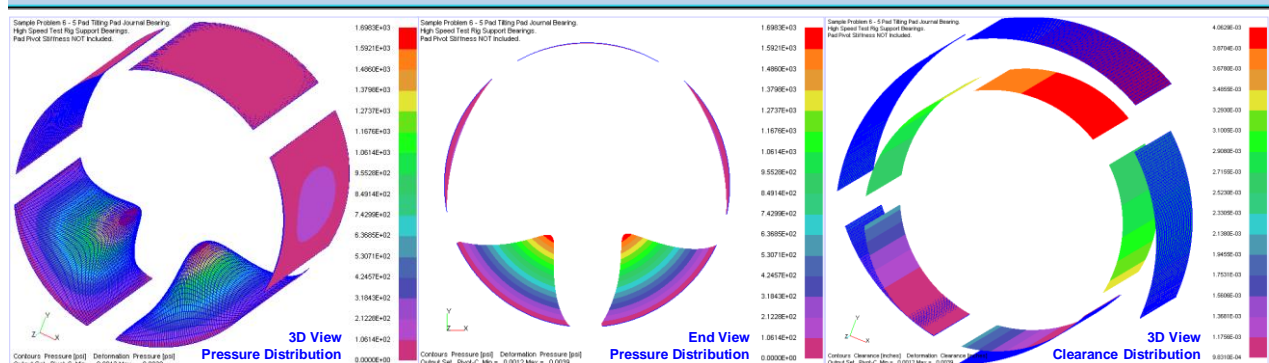 Sample Problem 6 - 5 Pad Tilting Pad Journal Bearing.
High Speed Test Rig Support Bearings.
Pad Pivot Stiffness NOT Included.
1.6983E+03
1.5921E+03
1.4860E+03
1.3798E+03
1.2737E+03
1.1676E+03
1.0614E+03
9.5528E+02
8.4914E+02
7.4299E+02
6.3685E+02
5.3071E+02
4.2457E+02
3.1843E+02
2.1228E+02
1.0614E+02
0.0000E+00
Y
Z X
3D View
Pressure Distribution
Contours Pressure [psi] Deformation Pressure [psi]
Sample Problem 6 - 5 Pad Tilting Pad Journal Bearing.
High Speed Test Rig Support Bearings.
Pad Pivot Stiffness NOT Included.
1.6983E+03
1.5921E+03
1.4860E+03
1.3798E+03
1.2737E+03
1.1676E+03
1.0614E+03
9.5528E+02
8.4914E+02
7.4299E+02
6.3685E+02
5.3071E+02
4.2457E+02
3.1843E+02
2.1228E+02
1.0614E+02
0.0000E+00
Y
Z X
End View
Pressure Distribution
Contours Pressure [psi] Deformation Pressure [psi]
Sample Problem 6 - 5 Pad Tilting Pad Journal Bearing.
High Speed Test Rig Support Bearings.
Pad Pivot Stiffness NOT Included.
Y
Z X
3D View
Clearance Distribution
Contours Clearance [inches] Deformation Pressure [psi]